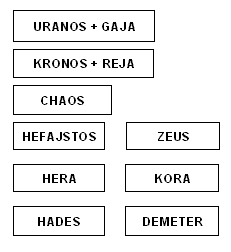 URANOS + GAJA
KRONOS + REJA
CHAOS
HEFAJSTOS
ZEUS
HERA
KORA
HADES
DEMETER